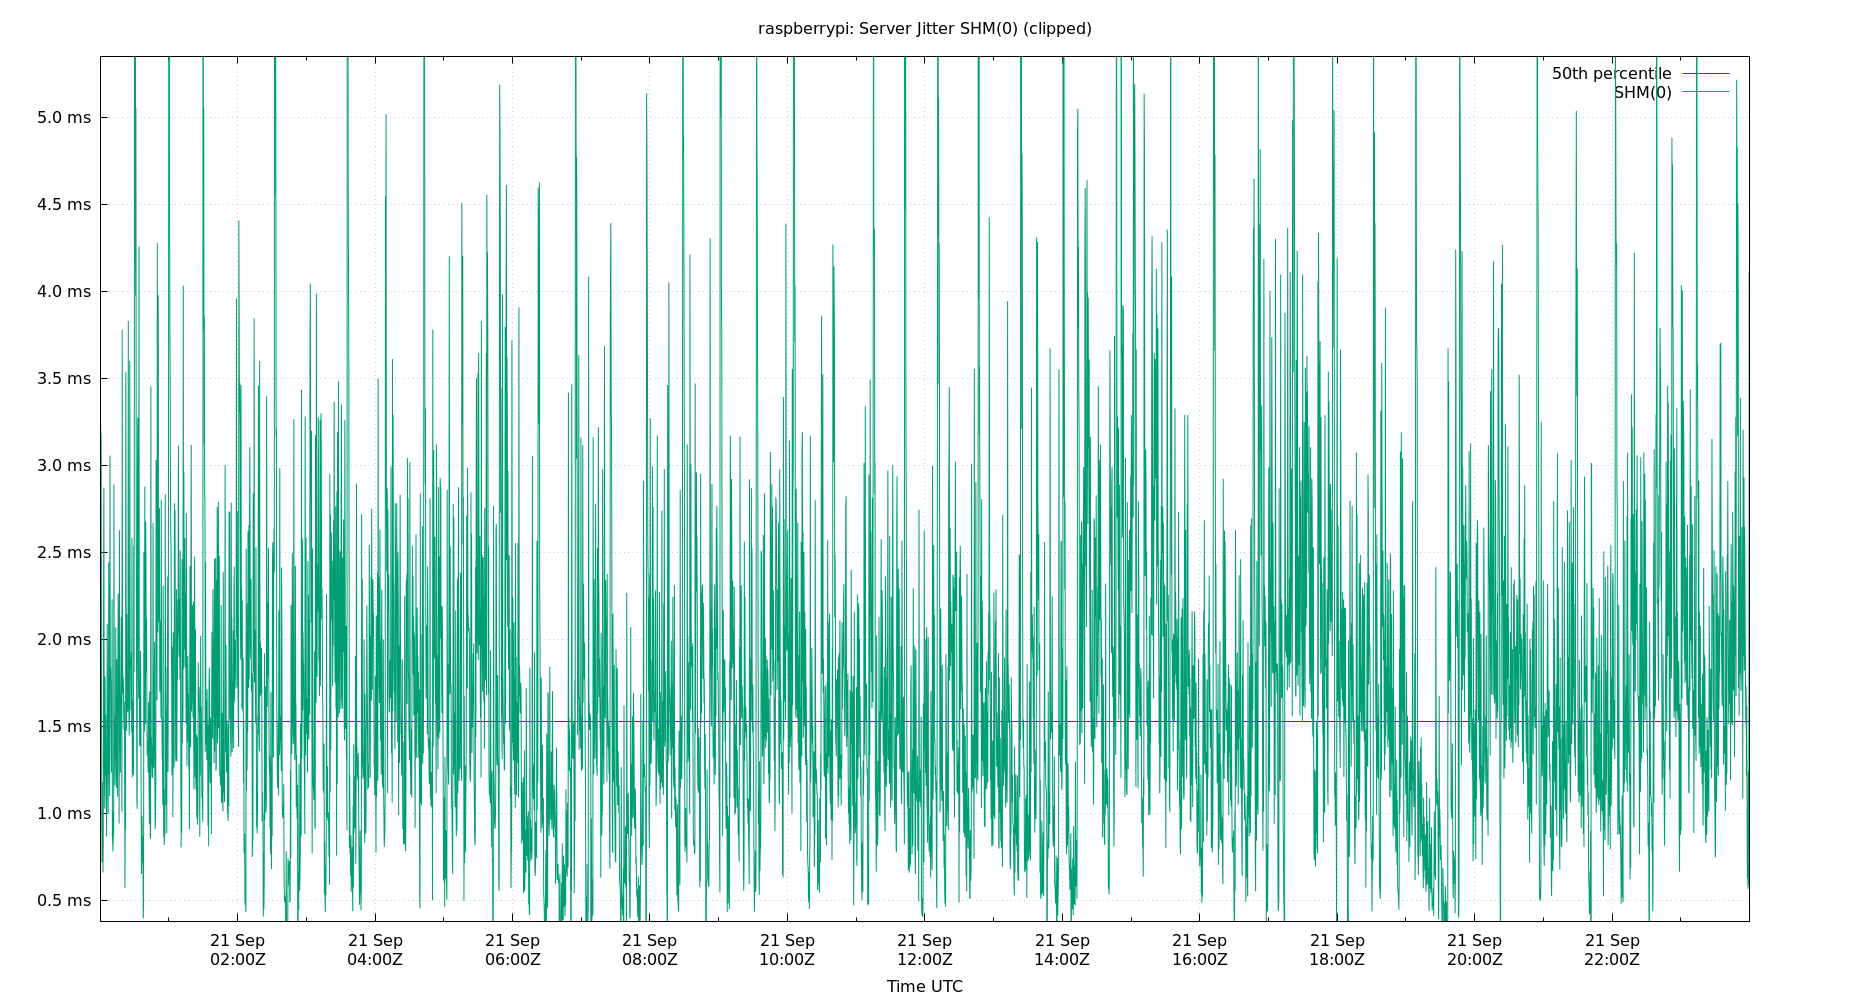 raspberrypi: Server Jitter SHM(0) (clipped)
50th percentile
SHM(0)
5.0 ms
4.5 ms
4.0 ms
3.5 ms
3.0 ms
2.5 ms
2.0 ms
1.5 ms
1.0 ms
0.5 ms
21 Sep 21 Sep 21 Sep 21 Sep 21 Sep 21 Sep 21 Sep 21 Sep 21 Sep 21 Sep 21 Sep
02:00Z 04:00Z 06:00Z 08:00Z 10:00Z 12:00Z 14:00Z 16:00Z 18:00Z 20:00Z 22:00Z
Time UTC